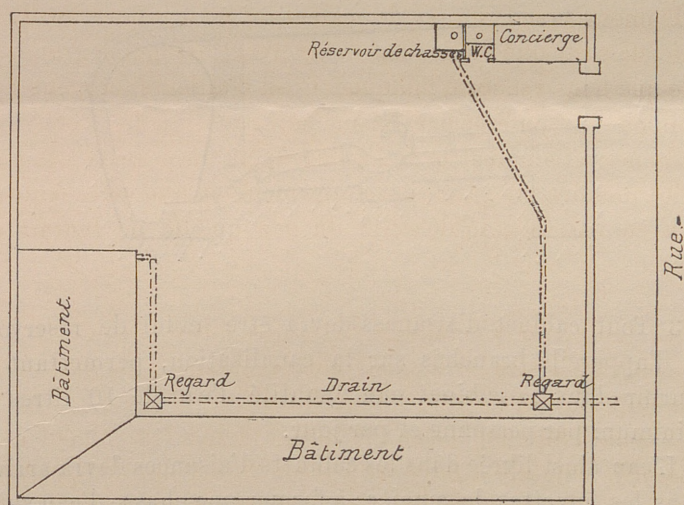 Concierge
Réservoir de chasse
W.C.
Rue.-
Bâtiment.
Regard
Drain
Regard
Bâtiment